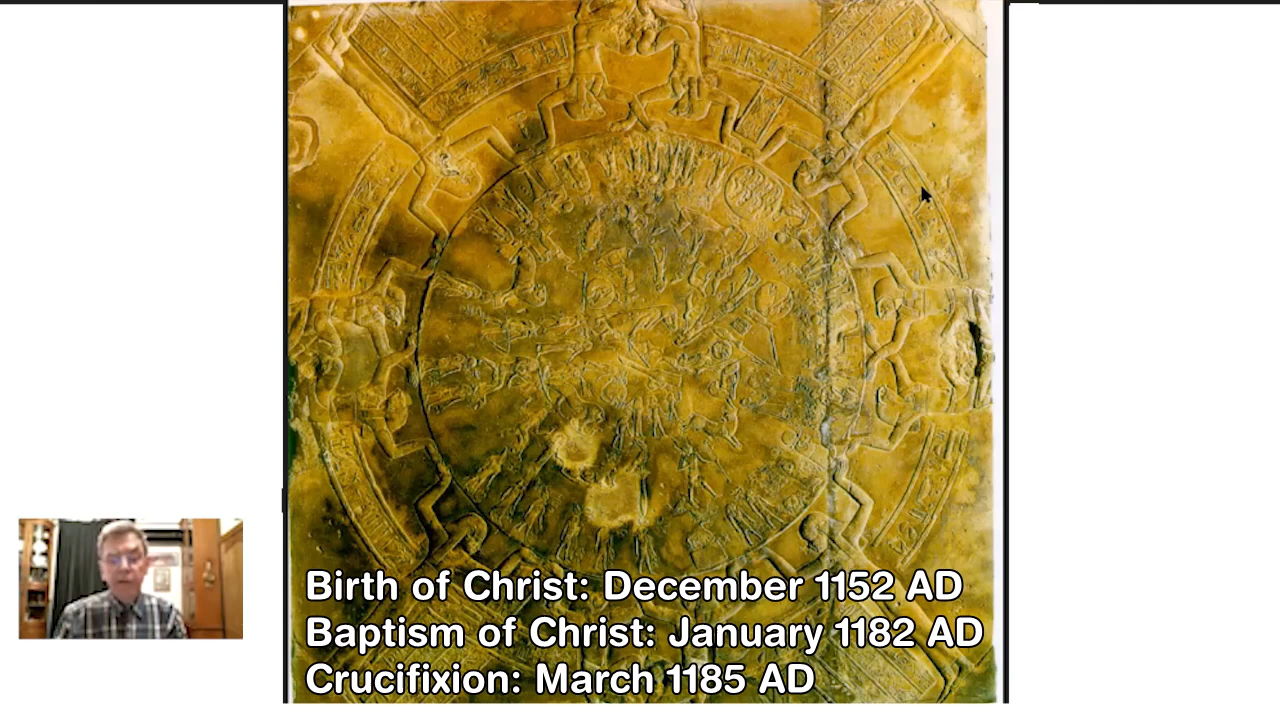 Birth of Christ: December 1152 AD
Baptism of Christ: January 1182 AD
Crucifixion: March 1185 AD